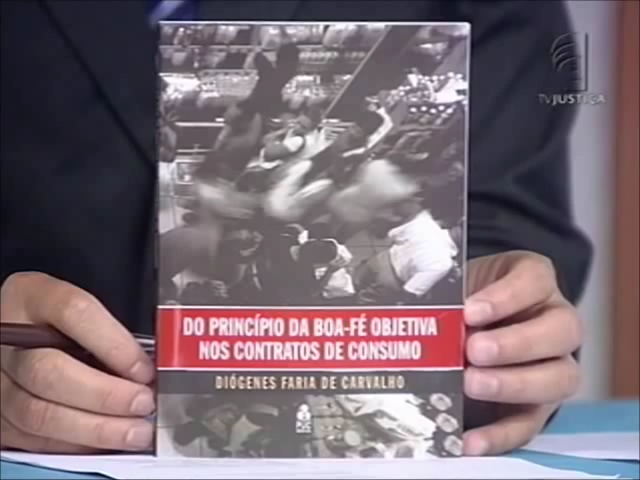 TV JUSTIÇA
DO PRINCÍPIO DA BOA-FÉ OBJETIVA
NOS CONTRATOS DE CONSUMO
DIÓGENES FARIA DE CARVALHO